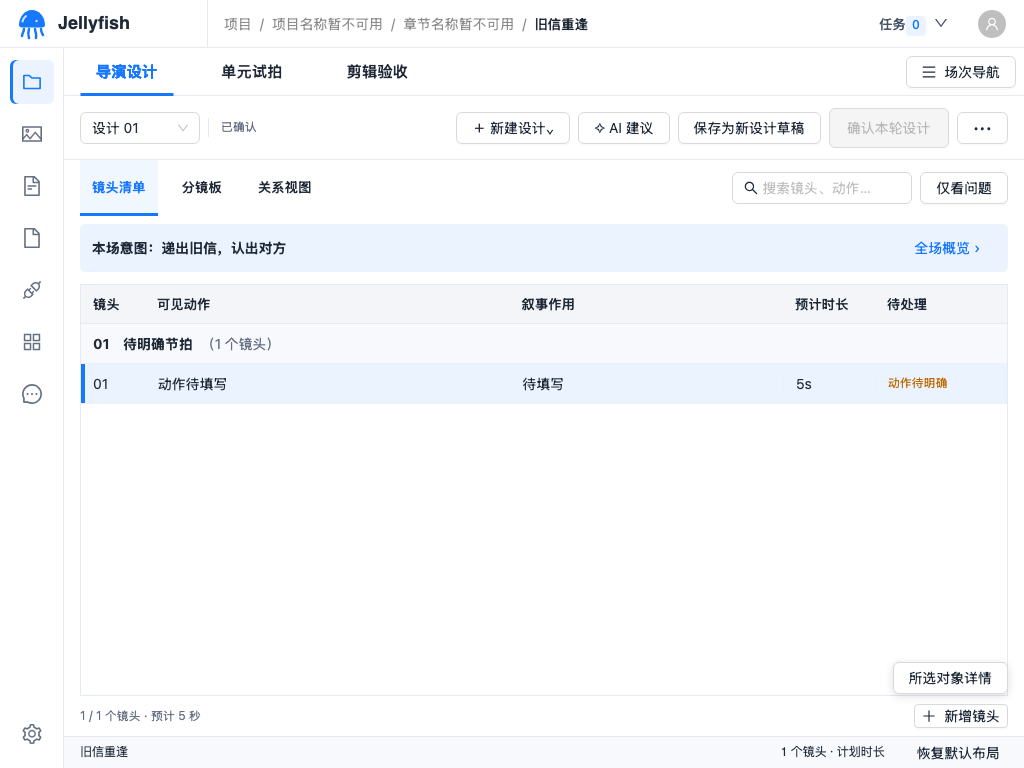 Jellyfish
项目 / 项目名称暂不可用 / 章节名称暂不可用 / 旧信重逢
任务 0
导演设计 单元试拍 剪辑验收
场次导航
设计 01
已确认
+ 新建设计
AI 建议
保存为新设计草稿
确认本轮设计
...
镜头清单 分镜板 关系视图
搜索镜头、动作...
仅看问题
本场意图：递出旧信，认出对方
全场概览 ›
镜头 可见动作 叙事作用 预计时长 待处理
01 待明确节拍 （1 个镜头）
01 动作待填写 待填写 5s 动作待明确
所选对象详情
1 / 1 个镜头 · 预计 5 秒
+ 新增镜头
旧信重逢
1 个镜头 · 计划时长
恢复默认布局